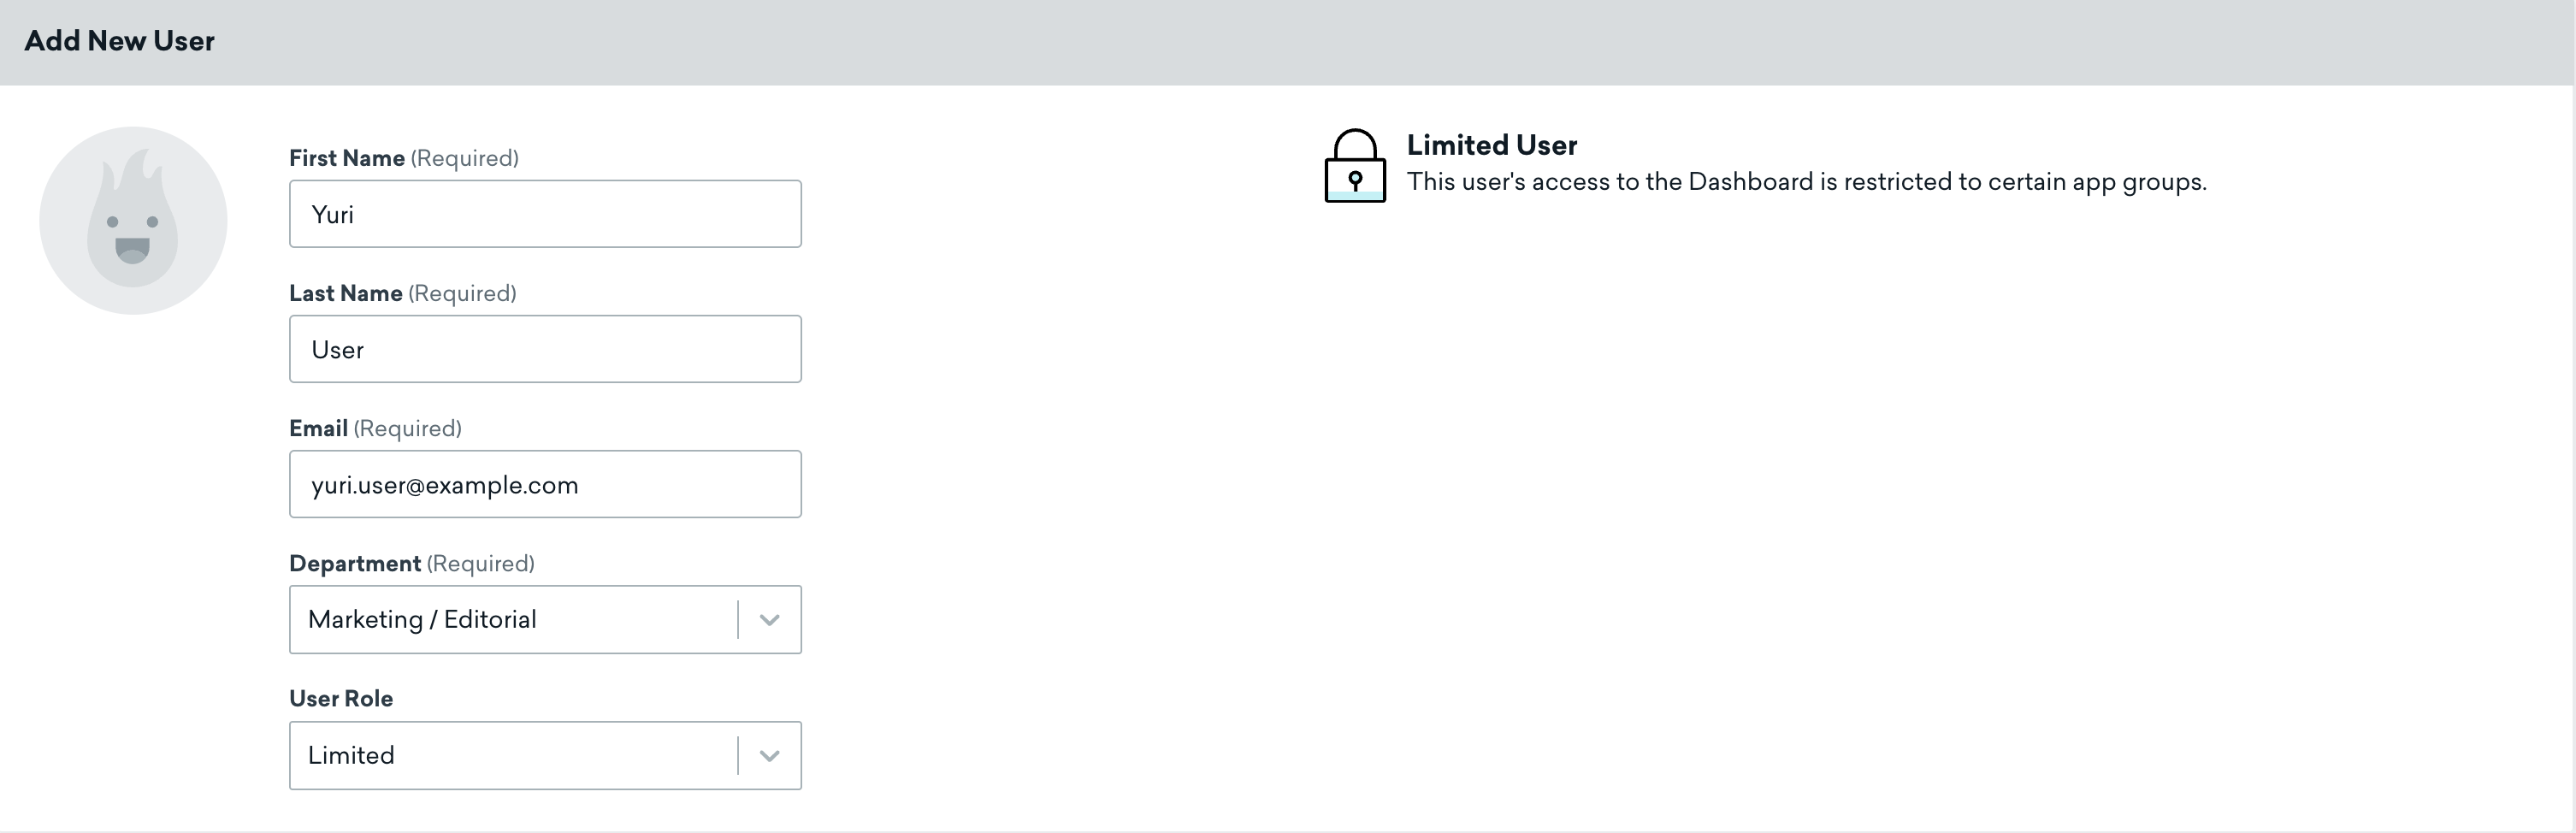 Add New User
First Name (Required)
Yuri
Last Name (Required)
User
Email (Required)
yuri.user@example.com
Department (Required)
Marketing / Editorial
User Role
Limited
Limited User
This user's access to the Dashboard is restricted to certain app groups.